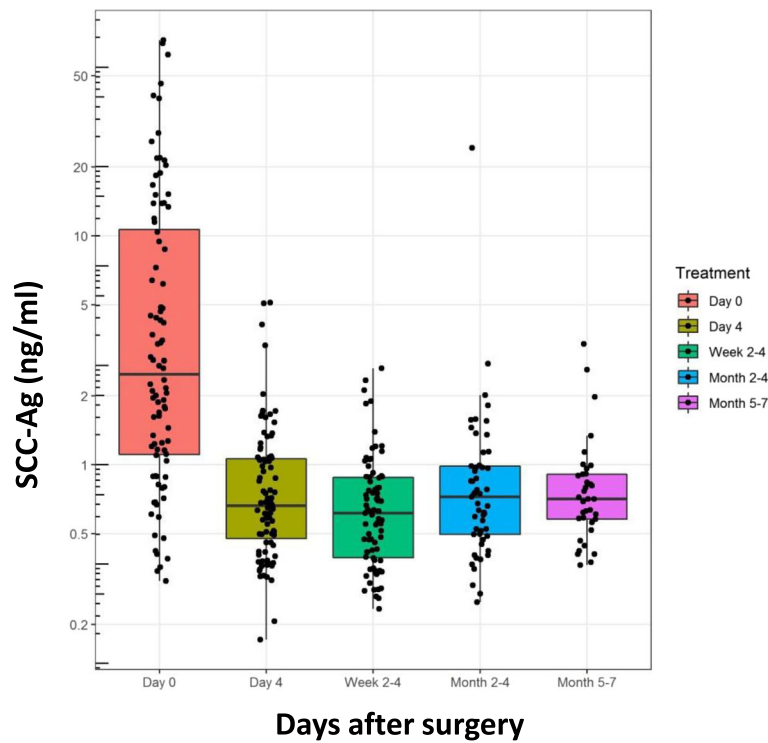 SCC-Ag (ng/ml)
50
20
10
5
2
1
0.5
0.2
Day 0
Day 4
Week 2-4
Month 2-4
Month 5-7
Days after surgery
Treatment
Day 0
Day 4
Week 2-4
Month 2-4
Month 5-7